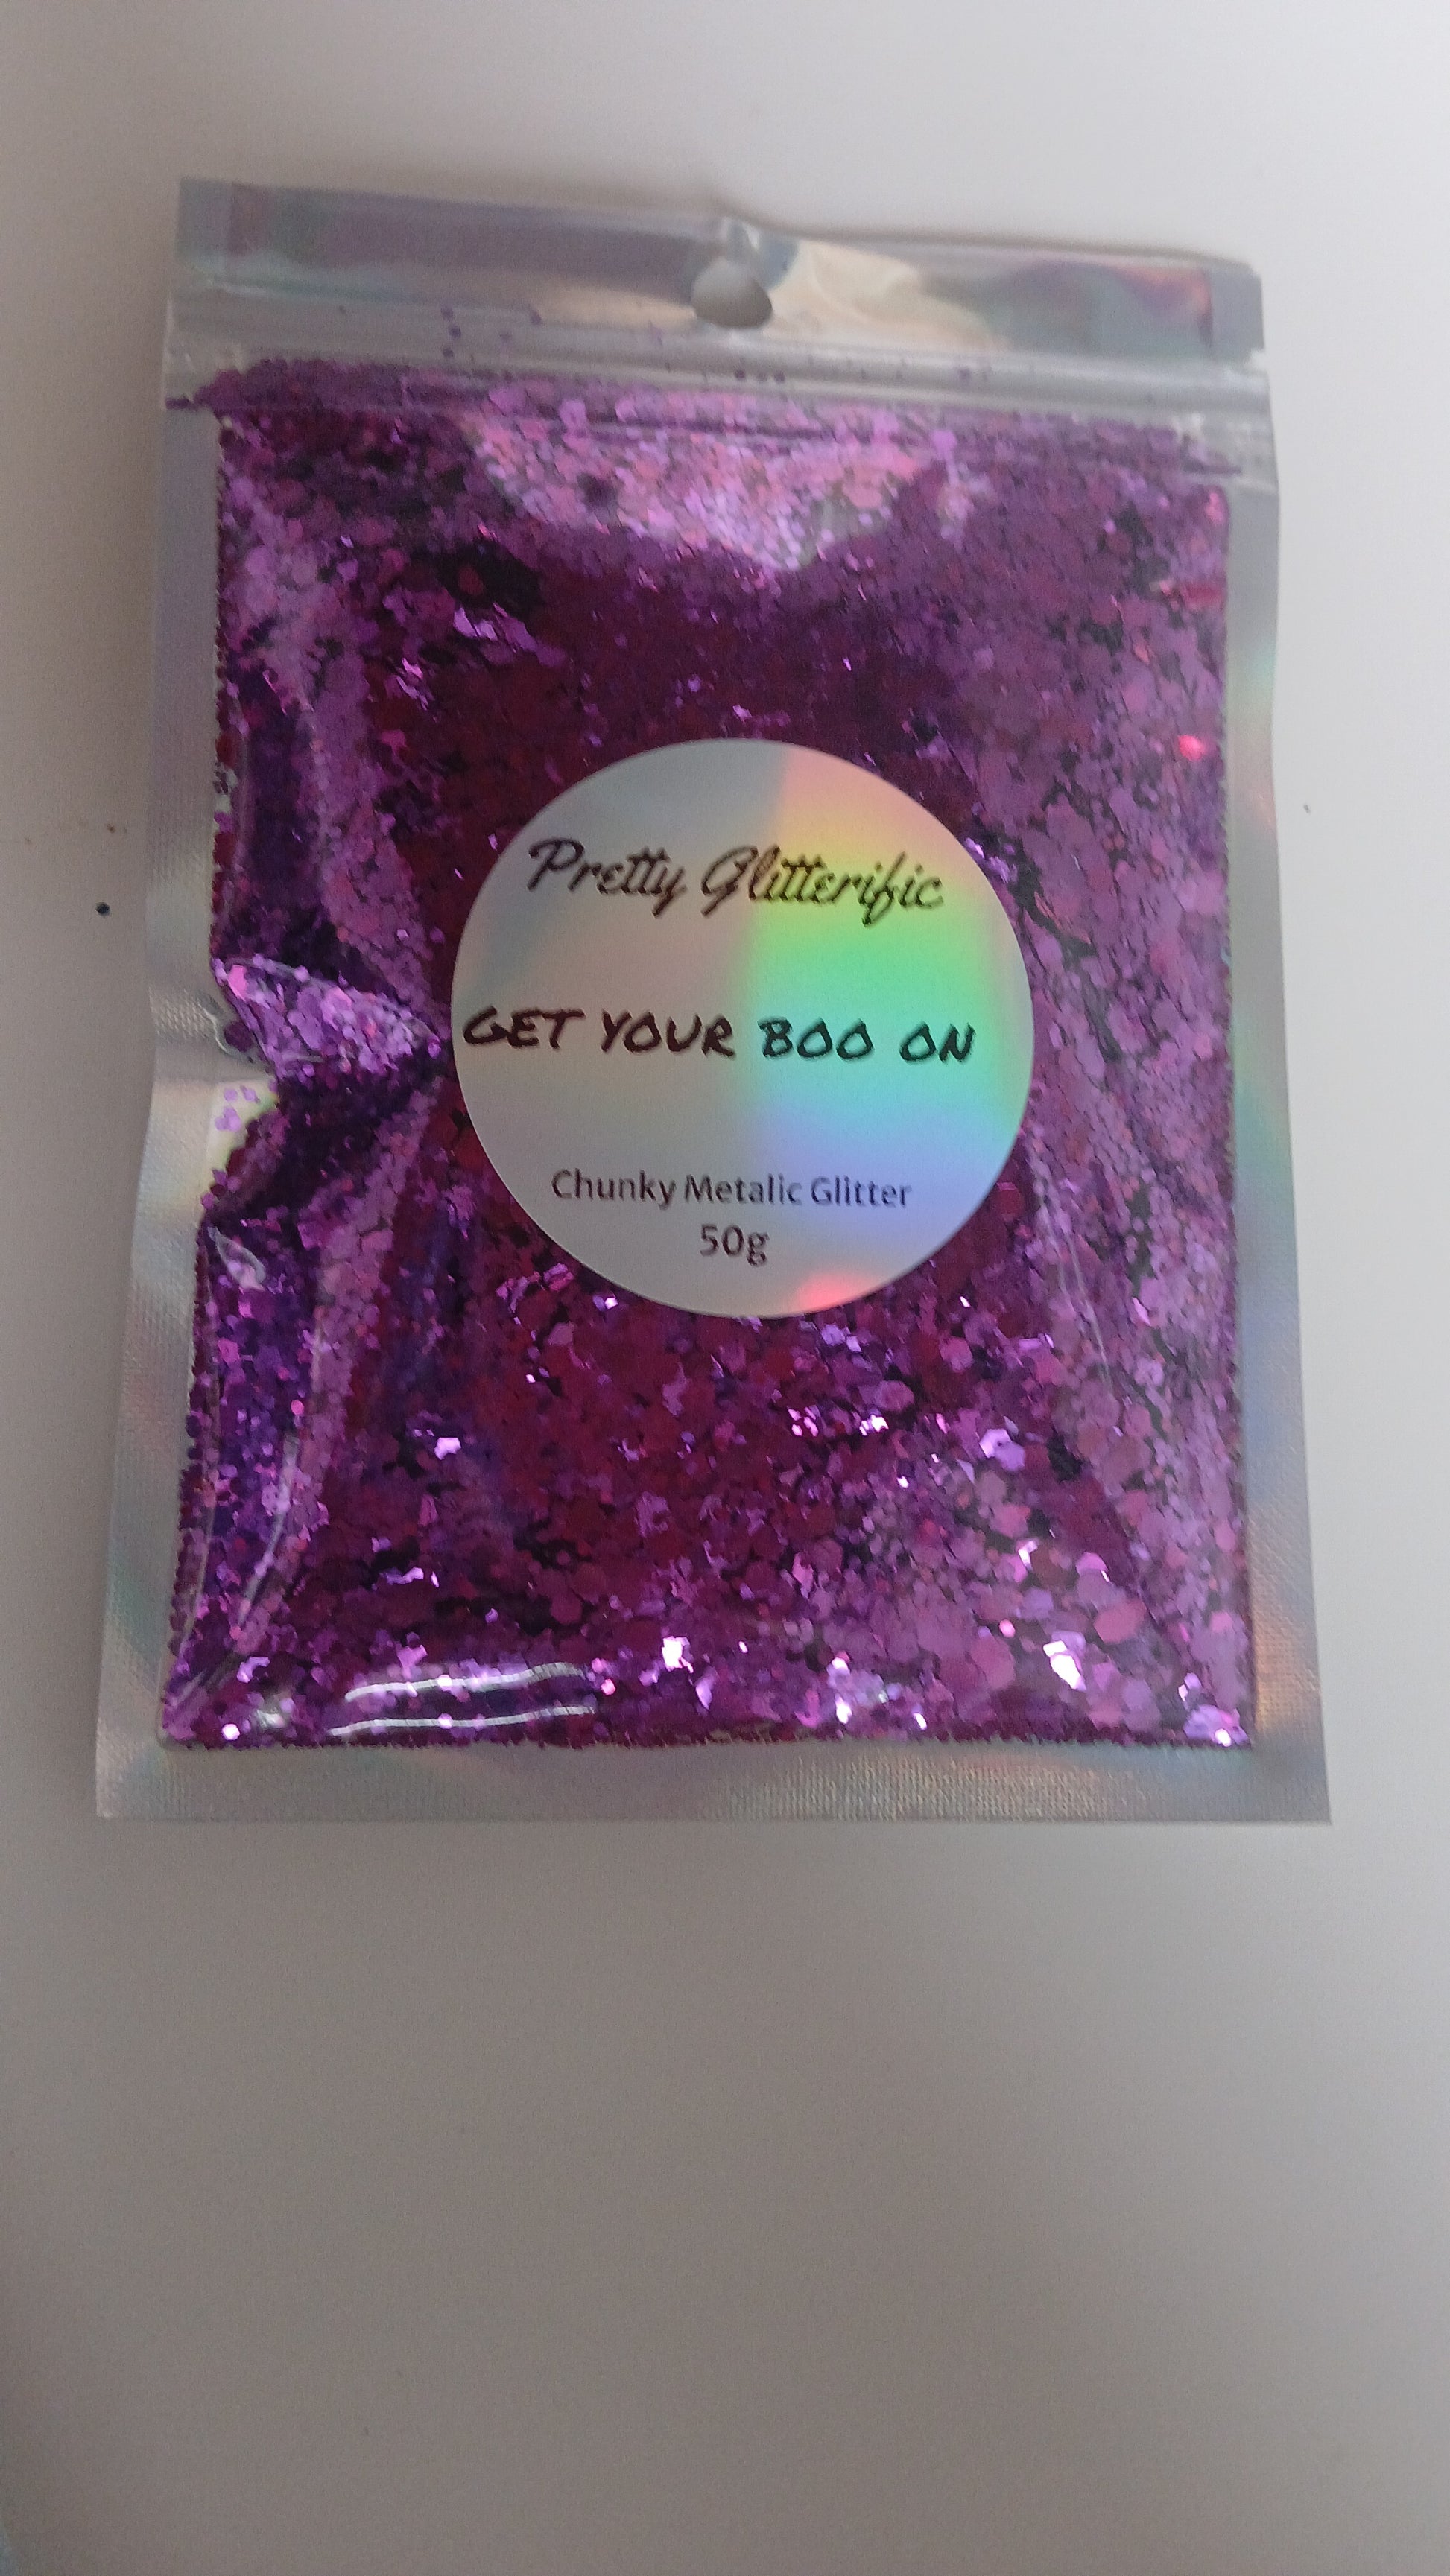 Pretty Glitterific
GET YOUR BOO ON
Chunky Metalic Glitter
50g